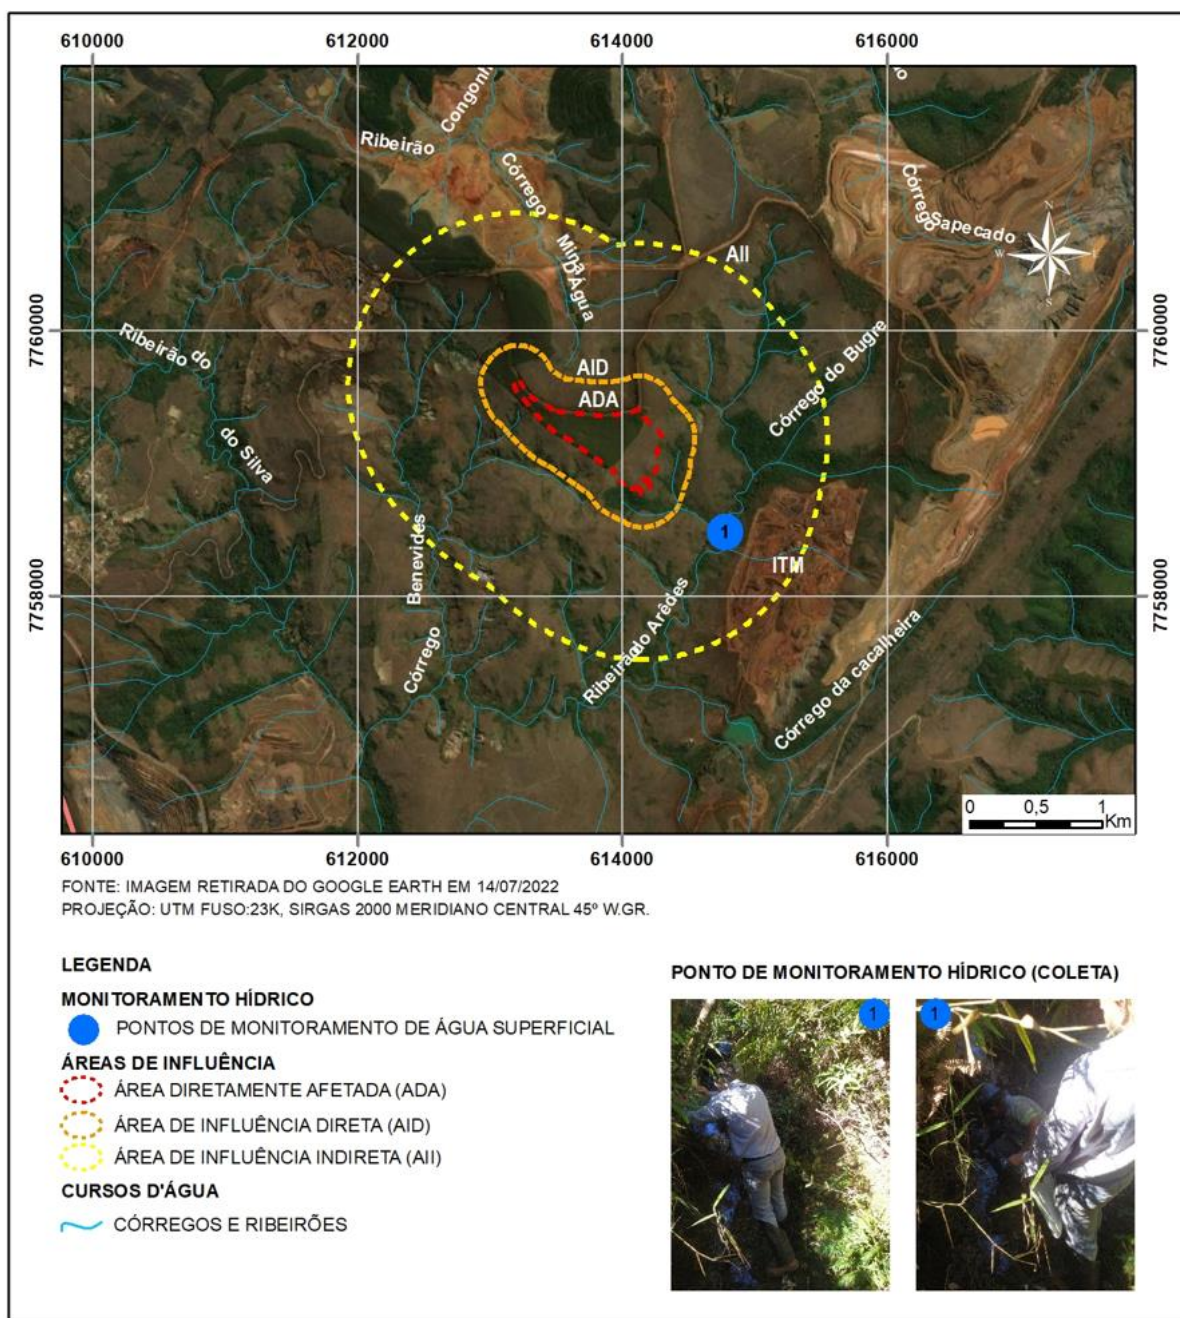 610000 612000 614000 616000
Congonh
Ribeirão
Córrego
Mina
D'Água
AII
Córrego
Sapecado
N
W
S
7760000
7760000
Ribeirão do
do Silva
AID
ADA
Córrego do Bugre
1
ITM
Benevides
Córrego
7758000
7758000
Ribeirão
do Arêdes
Córrego da cacalheira
0 0,5 1
Km
610000 612000 614000 616000
FONTE: IMAGEM RETIRADA DO GOOGLE EARTH EM 14/07/2022
PROJEÇÃO: UTM FUSO:23K, SIRGAS 2000 MERIDIANO CENTRAL 45º W.GR.
LEGENDA
MONITORAMENTO HÍDRICO
PONTOS DE MONITORAMENTO DE ÁGUA SUPERFICIAL
ÁREAS DE INFLUÊNCIA
ÁREA DIRETAMENTE AFETADA (ADA)
ÁREA DE INFLUÊNCIA DIRETA (AID)
ÁREA DE INFLUÊNCIA INDIRETA (AII)
CURSOS D'ÁGUA
CÓRREGOS E RIBEIRÕES
PONTO DE MONITORAMENTO HÍDRICO (COLETA)
1
1